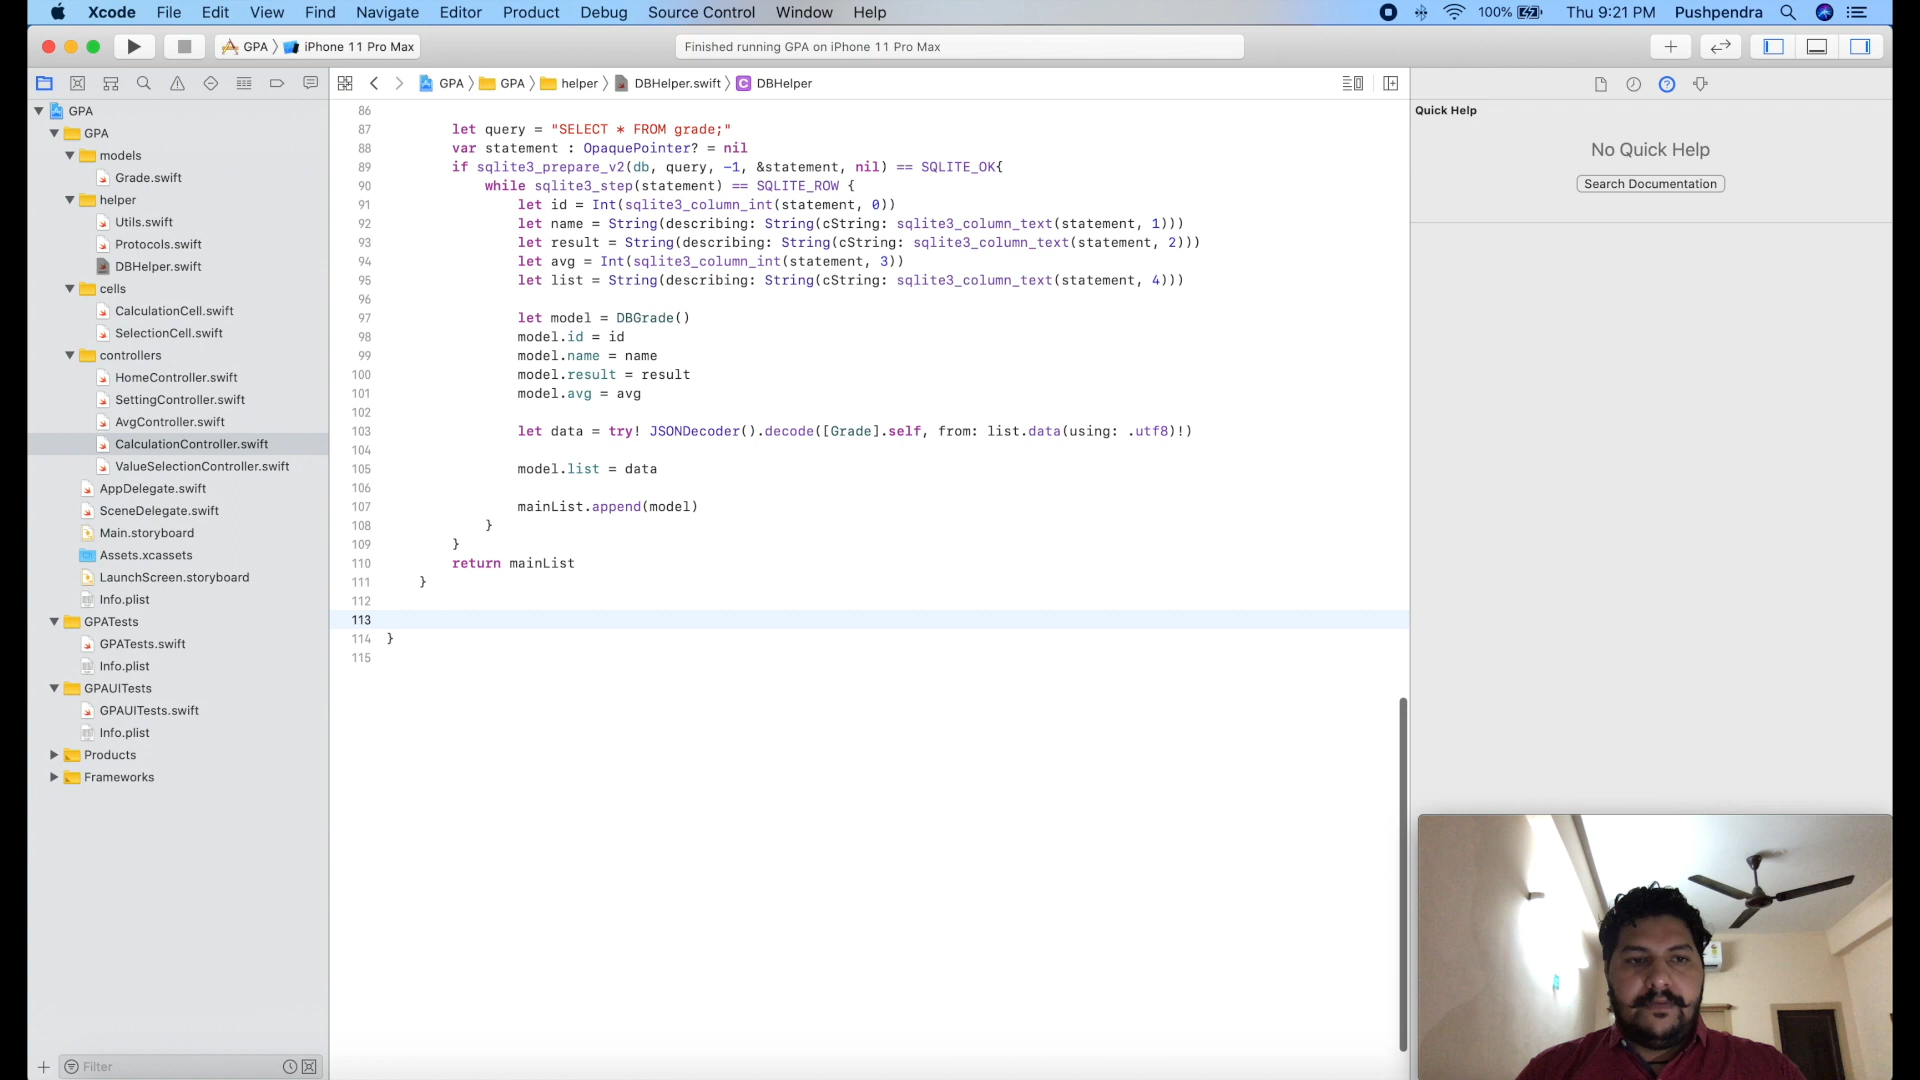 Xcode File Edit View Find Navigate Editor Product Debug Source Control Window Help 100% Thu 9:21 PM Pushpendra
GPA iPhone 11 Pro Max Finished running GPA on iPhone 11 Pro Max
GPA GPA helper DBHelper.swift C DBHelper
GPA
GPA
models
Grade.swift
helper
Utils.swift
Protocols.swift
DBHelper.swift
cells
CalculationCell.swift
SelectionCell.swift
controllers
HomeController.swift
SettingController.swift
AvgController.swift
CalculationController.swift
ValueSelectionController.swift
AppDelegate.swift
SceneDelegate.swift
Main.storyboard
Assets.xcassets
LaunchScreen.storyboard
Info.plist
GPATests
GPATests.swift
Info.plist
GPAUITests
GPAUITests.swift
Info.plist
Products
Frameworks
Filter
86
87 let query = "SELECT * FROM grade;"
88 var statement : OpaquePointer? = nil
89 if sqlite3_prepare_v2(db, query, -1, &statement, nil) == SQLITE_OK{
90 while sqlite3_step(statement) == SQLITE_ROW {
91 let id = Int(sqlite3_column_int(statement, 0))
92 let name = String(describing: String(cString: sqlite3_column_text(statement, 1)))
93 let result = String(describing: String(cString: sqlite3_column_text(statement, 2)))
94 let avg = Int(sqlite3_column_int(statement, 3))
95 let list = String(describing: String(cString: sqlite3_column_text(statement, 4)))
96
97 let model = DBGrade()
98 model.id = id
99 model.name = name
100 model.result = result
101 model.avg = avg
102
103 let data = try! JSONDecoder().decode([Grade].self, from: list.data(using: .utf8)!)
104
105 model.list = data
106
107 mainList.append(model)
108 }
109 }
110 return mainList
111 }
112
113
114 }
115
Quick Help
No Quick Help
Search Documentation